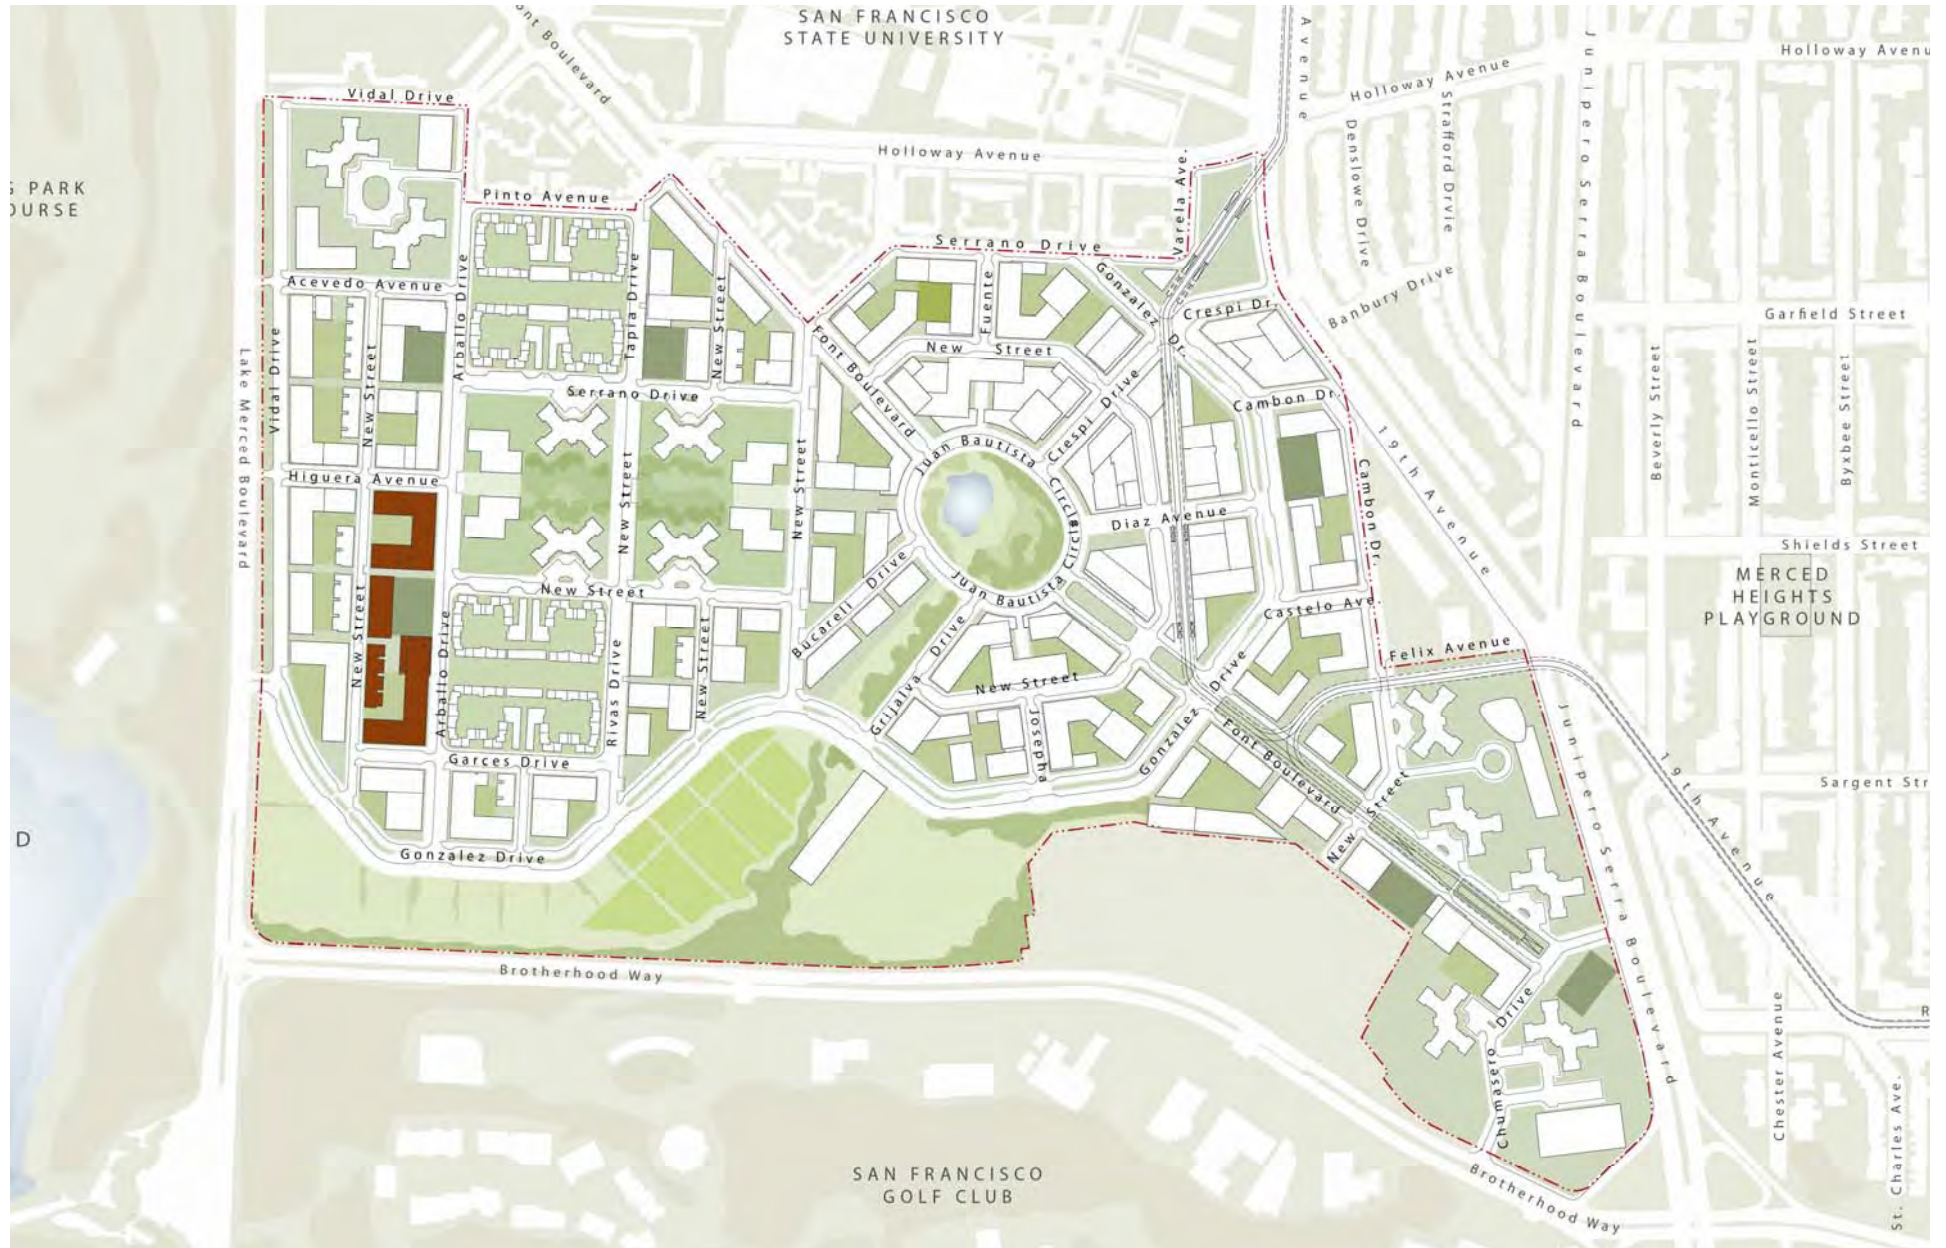 SAN FRANCISCO
STATE UNIVERSITY
ont Boulevard
Avenue
Junipero Serra Boulevard
Holloway Avenu
Holloway Avenue
Strafford Drvie
Denslowe Drive
Vidal Drive
Holloway Avenue
Varela Ave.
G PARK
OURSE
Pinto Avenue
Serrano Drive
Gonzalez Dr.
Banbury Drive
Acevedo Avenue
Arballo Drive
Tapia Drive
New Street
Fuente
Crespi Dr.
Garfield Street
Lake Merced Boulevard
Vidal Drive
New Street
Font Boulevard
New Street
Beverly Street
Monticello Street
Byxbee Street
Serrano Drive
Crespi Drive
Cambon Dr.
19th Avenue
Juan Bautista Circle
Higuera Avenue
New Street
New Street
Cambon Dr.
Diaz Avenue
Shields Street
MERCED
HEIGHTS
PLAYGROUND
Bucareli Drive
Juan Bautista Circle
New Street
Castelo Ave.
New Street
Arballo Drive
Rivas Drive
New Street
Grijalva Drive
New Street
Gonzalez Drive
Felix Avenue
Josepha
Font Boulevard
New Street
Junipero Serra Boulevard
19th Avenue
Sargent Str
Garces Drive
D
Gonzalez Drive
Brotherhood Way
Chumasero Drive
Chester Avenue
R
St. Charles Ave.
SAN FRANCISCO
GOLF CLUB
Brotherhood Way